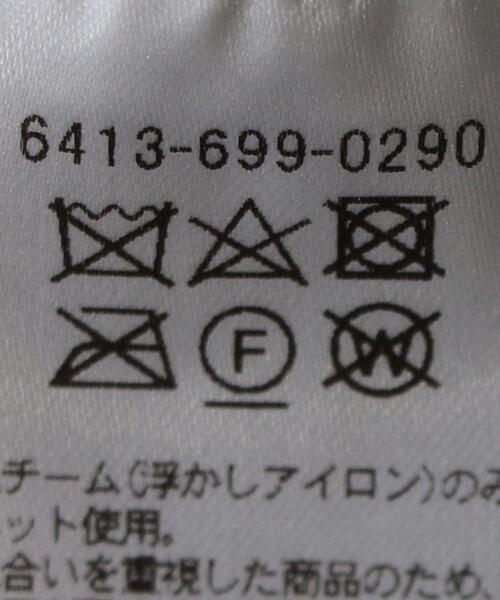 6413-699-0290
F
W
チーム(浮かしアイロン)のみ
ット使用。
合いを重視した商品のため、